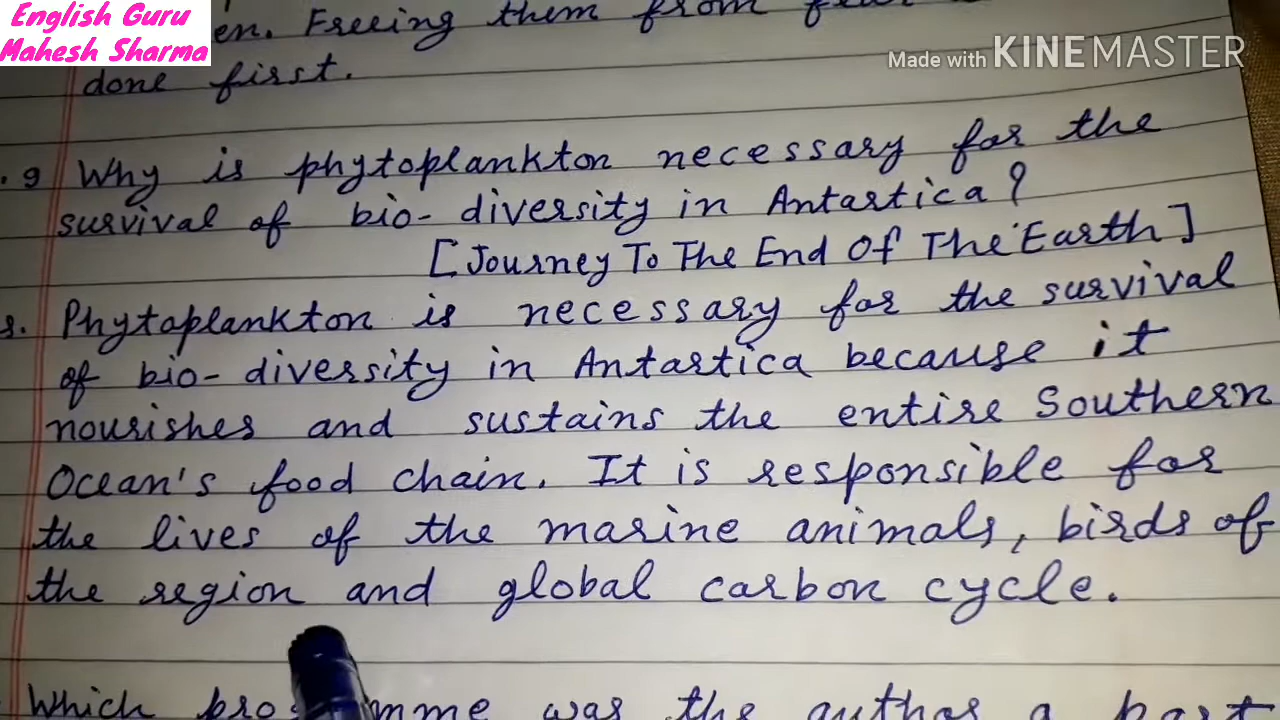 English Guru
Mahesh Sharma
Made with KINEMASTER
en. Freeing them from
done first.
. 9 Why is phytoplankton necessary for the
survival of bio-diversity in Antartica?
[Journey To The End Of The Earth]
s. Phytoplankton is necessary for the survival
of bio-diversity in Antartica because it
nourishes and sustains the entire Southern
Ocean's food chain. It is responsible for
the lives of the marine animals, birds of
the region and global carbon cycle.
Which was the author a part